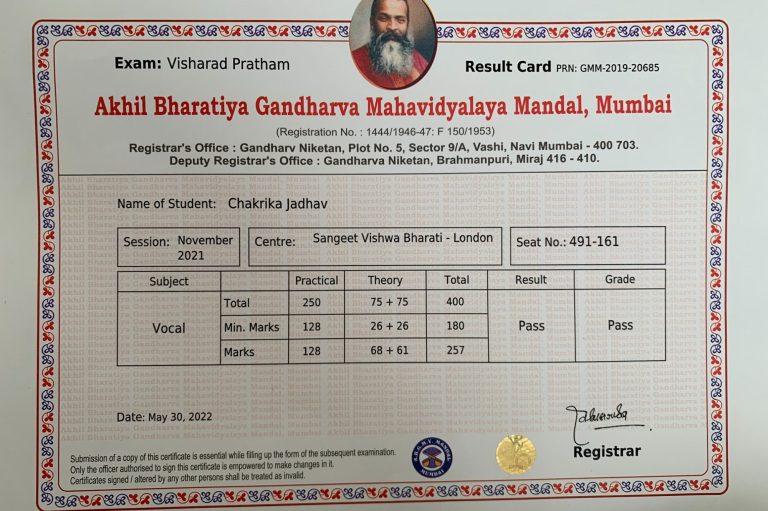 Exam: Visharad Pratham
Result Card PRN: GMM-2019-20685
Akhil Bharatiya Gandharva Mahavidyalaya Mandal, Mumbai
(Registration No. : 1444/1946-47: F 150/1953)
Registrar's Office : Gandharv Niketan, Plot No. 5, Sector 9/A, Vashi, Navi Mumbai - 400 703.
Deputy Registrar's Office : Gandharva Niketan, Brahmanpuri, Miraj 416 - 410.
Name of Student: Chakrika Jadhav
Session: November 2021
Centre: Sangeet Vishwa Bharati - London
Seat No.: 491-161
Subject Practical Theory Total Result Grade
Vocal
Total 250 75 + 75 400
Min. Marks 128 26 + 26 180
Marks 128 68 + 61 257
Pass Pass
Date: May 30, 2022
Registrar
Submission of a copy of this certificate is essential while filling up the form of the subsequent examination.
Only the officer authorised to sign this certificate is empowered to make changes in it.
Certificates signed / altered by any other persons shall be treated as invalid.
MUMBAI